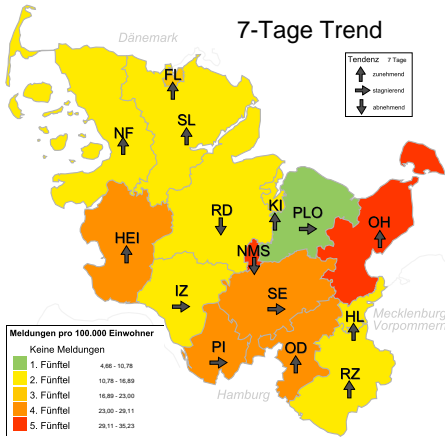 7-Tage Trend
Dänemark
Tendenz 7 Tage
zunehmend
stagnierend
abnehmend
FL
SL
NF
KI
PLO
OH
RD
HEI
NMS
IZ
SE
HL
Mecklenburg
Vorpommern
PI
OD
RZ
Hamburg
Meldungen pro 100.000 Einwohner
Keine Meldungen
1. Fünftel 4,66 - 10,78
2. Fünftel 10,78 - 16,89
3. Fünftel 16,89 - 23,00
4. Fünftel 23,00 - 29,11
5. Fünftel 29,11 - 35,23